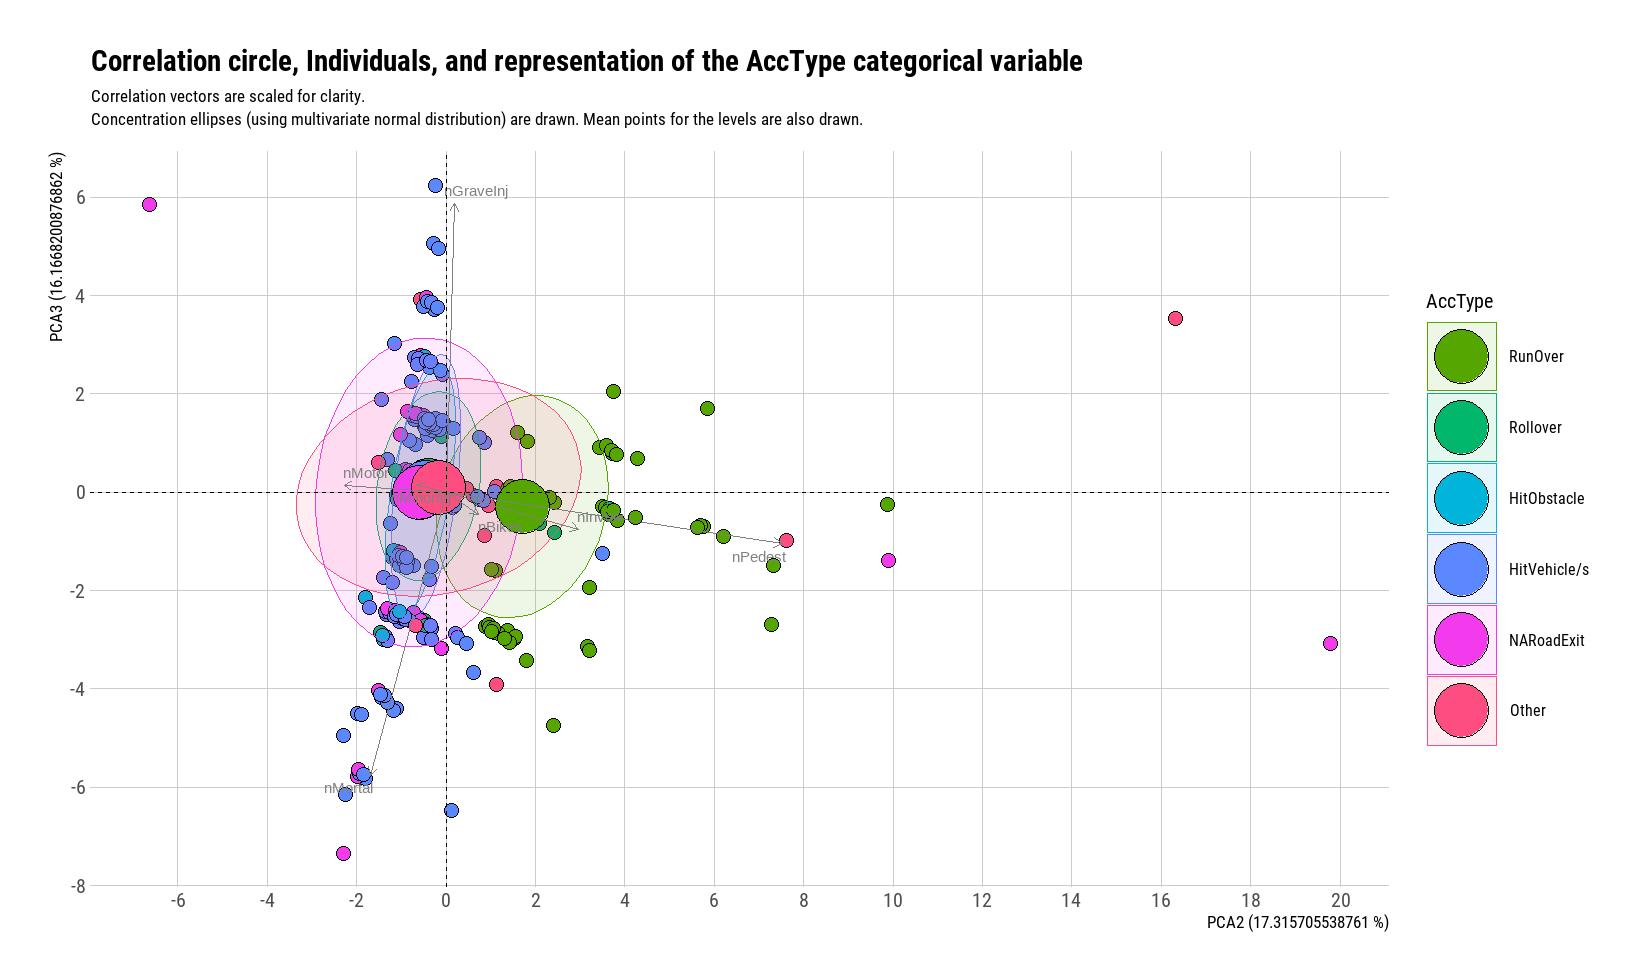 Correlation circle, Individuals, and representation of the AccType categorical variable
Correlation vectors are scaled for clarity.
Concentration ellipses (using multivariate normal distribution) are drawn. Mean points for the levels are also drawn.
PCA3 (16.1668200876862 %)
6
4
2
0
-2
-4
-6
-8
nGraveInj
nMotor
nPedest
nMortal
-6
-4
-2
0
2
4
6
8
10
12
14
16
18
20
PCA2 (17.315705538761 %)
AccType
RunOver
Rollover
HitObstacle
HitVehicle/s
NARoadExit
Other